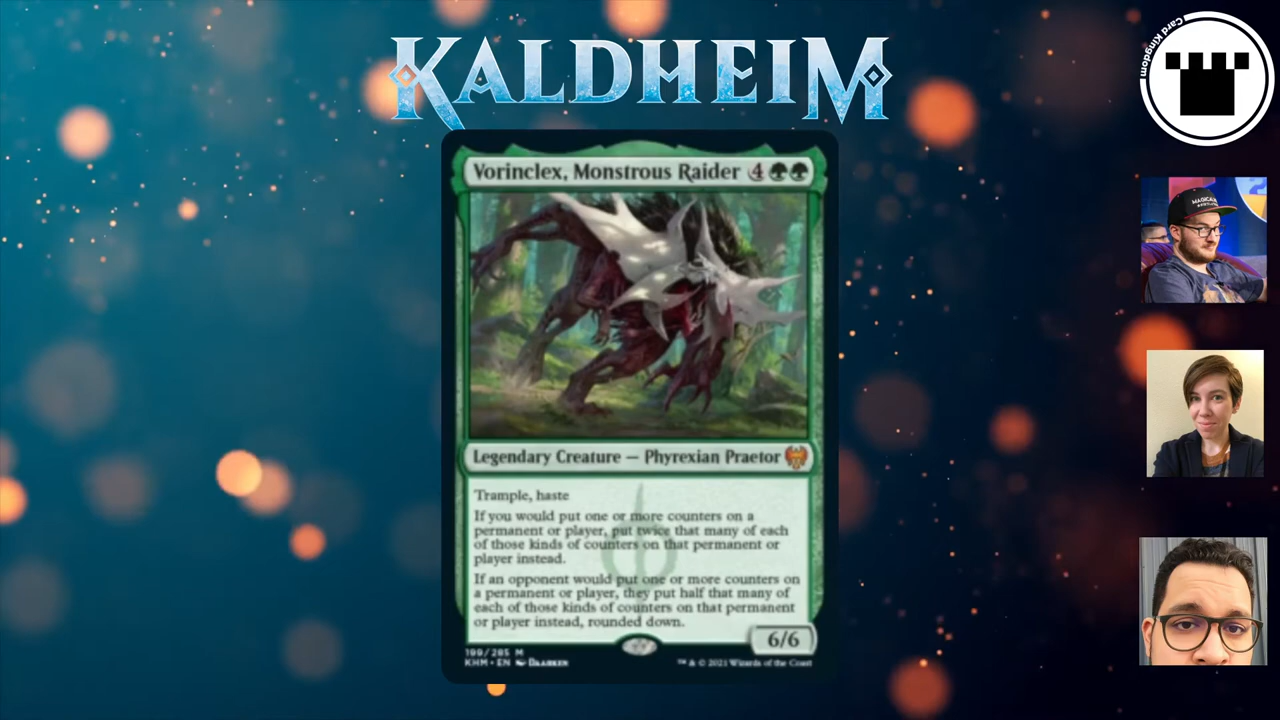 KALDHEIM
Card Kingdom
Vorinclex, Monstrous Raider 4
MAGICAL
Legendary Creature — Phyrexian Praetor
Trample, haste
If you would put one or more counters on a
permanent or player, put twice that many of each
of those kinds of counters on that permanent or
player instead.
If an opponent would put one or more counters on
a permanent or player, they put half that many of
each of those kinds of counters on that permanent
or player instead, rounded down.
6/6
199/285 M
KHM • EN DAARKEN
™ & © 2021 Wizards of the Coast